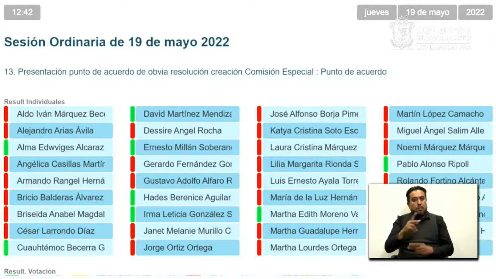 12:42
jueves 19 de mayo 2022
Sesión Ordinaria de 19 de mayo 2022
13. Presentación punto de acuerdo de obvia resolución creación Comisión Especial : Punto de acuerdo
Result Individuales
Aldo Iván Márquez Bece David Martínez Mendiza José Alfonso Borja Pime Martín López Camacho
Alejandro Arias Ávila Dessire Angel Rocha Katya Cristina Soto Esc Miguel Ángel Salim Alle
Alma Edwviges Alcaraz Ernesto Millán Soberane Laura Cristina Márquez Noemí Márquez Márque
Angélica Casillas Martír Gerardo Fernández Gor Lilia Margarita Rionda S Pablo Alonso Ripoll
Armando Rangel Herná Gustavo Adolfo Alfaro R Luis Ernesto Ayala Torre Rolando Fortino Alcánta
Bricio Balderas Álvarez Hades Berenice Aguilar María de la Luz Hernán
Briseida Anabel Magdal Irma Leticia González S Martha Edith Moreno Va
César Larrondo Díaz Janet Melanie Murillo C Martha Guadalupe Hern
Cuauhtémoc Becerra G Jorge Ortiz Ortega Martha Lourdes Ortega
Result. Votación